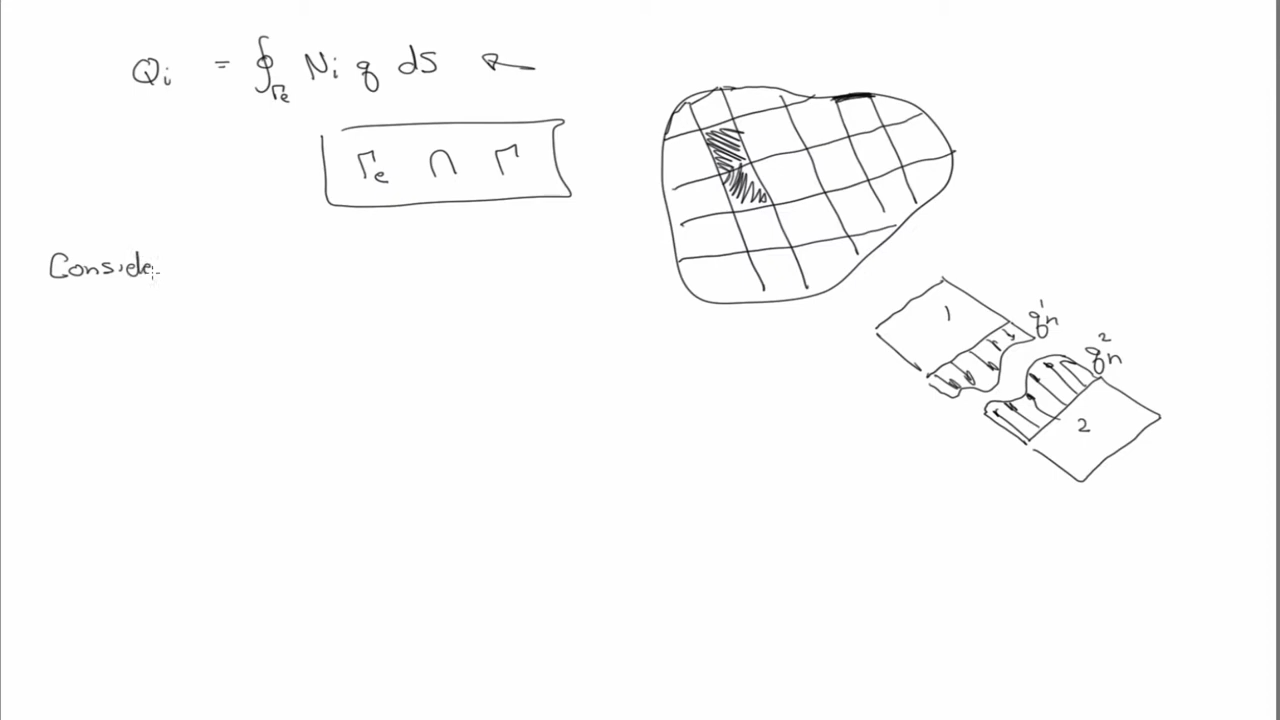 Qi = ∮Γe Ni q ds ←
Γe ∩ Γ
Conside
1
q¹n
q²n
2